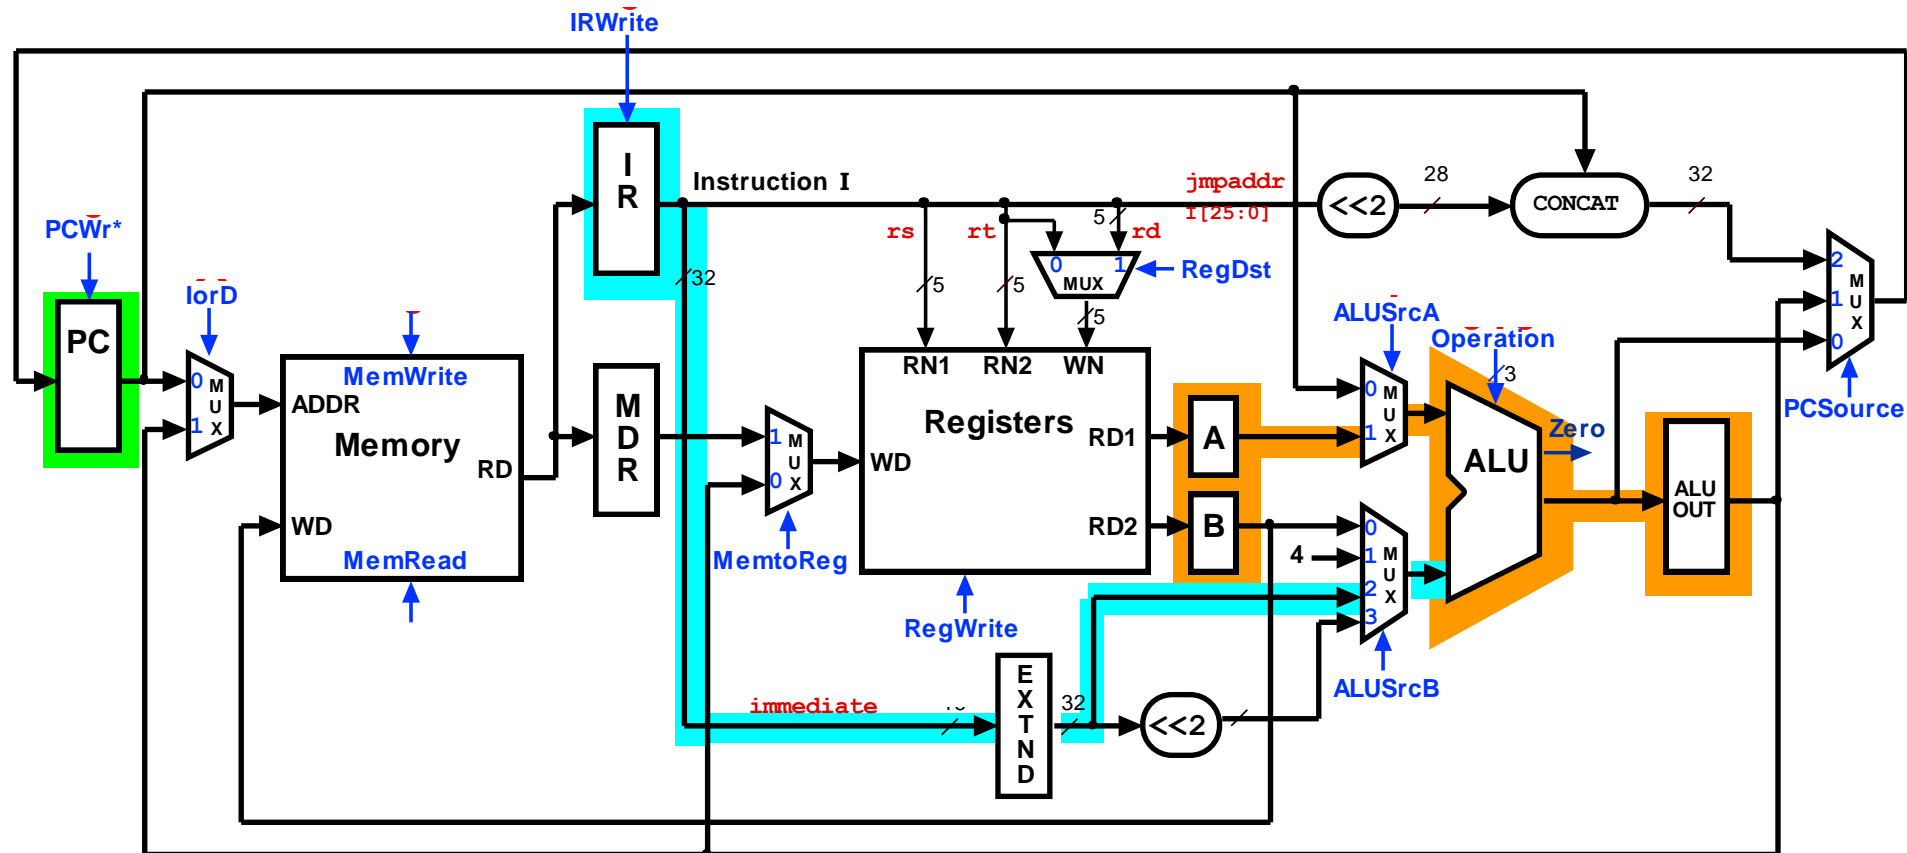 IRWrite
I
R
Instruction I
jmpaddr
I[25:0]
<<2
28
CONCAT
32
PCWr*
PC
IorD
0
1
M
U
X
MemWrite
ADDR
Memory
RD
WD
MemRead
32
M
D
R
1
0
M
U
X
MemtoReg
rs
rt
5
rd
0
1
MUX
RegDst
5
5
5
RN1
RN2
WN
Registers
RD1
RD2
WD
RegWrite
A
B
ALUSrcA
0
1
M
U
X
Operation
3
Zero
ALU
ALU
OUT
2
1
0
M
U
X
PCSource
4
0
1
2
3
M
U
X
ALUSrcB
immediate
E
X
T
N
D
32
<<2